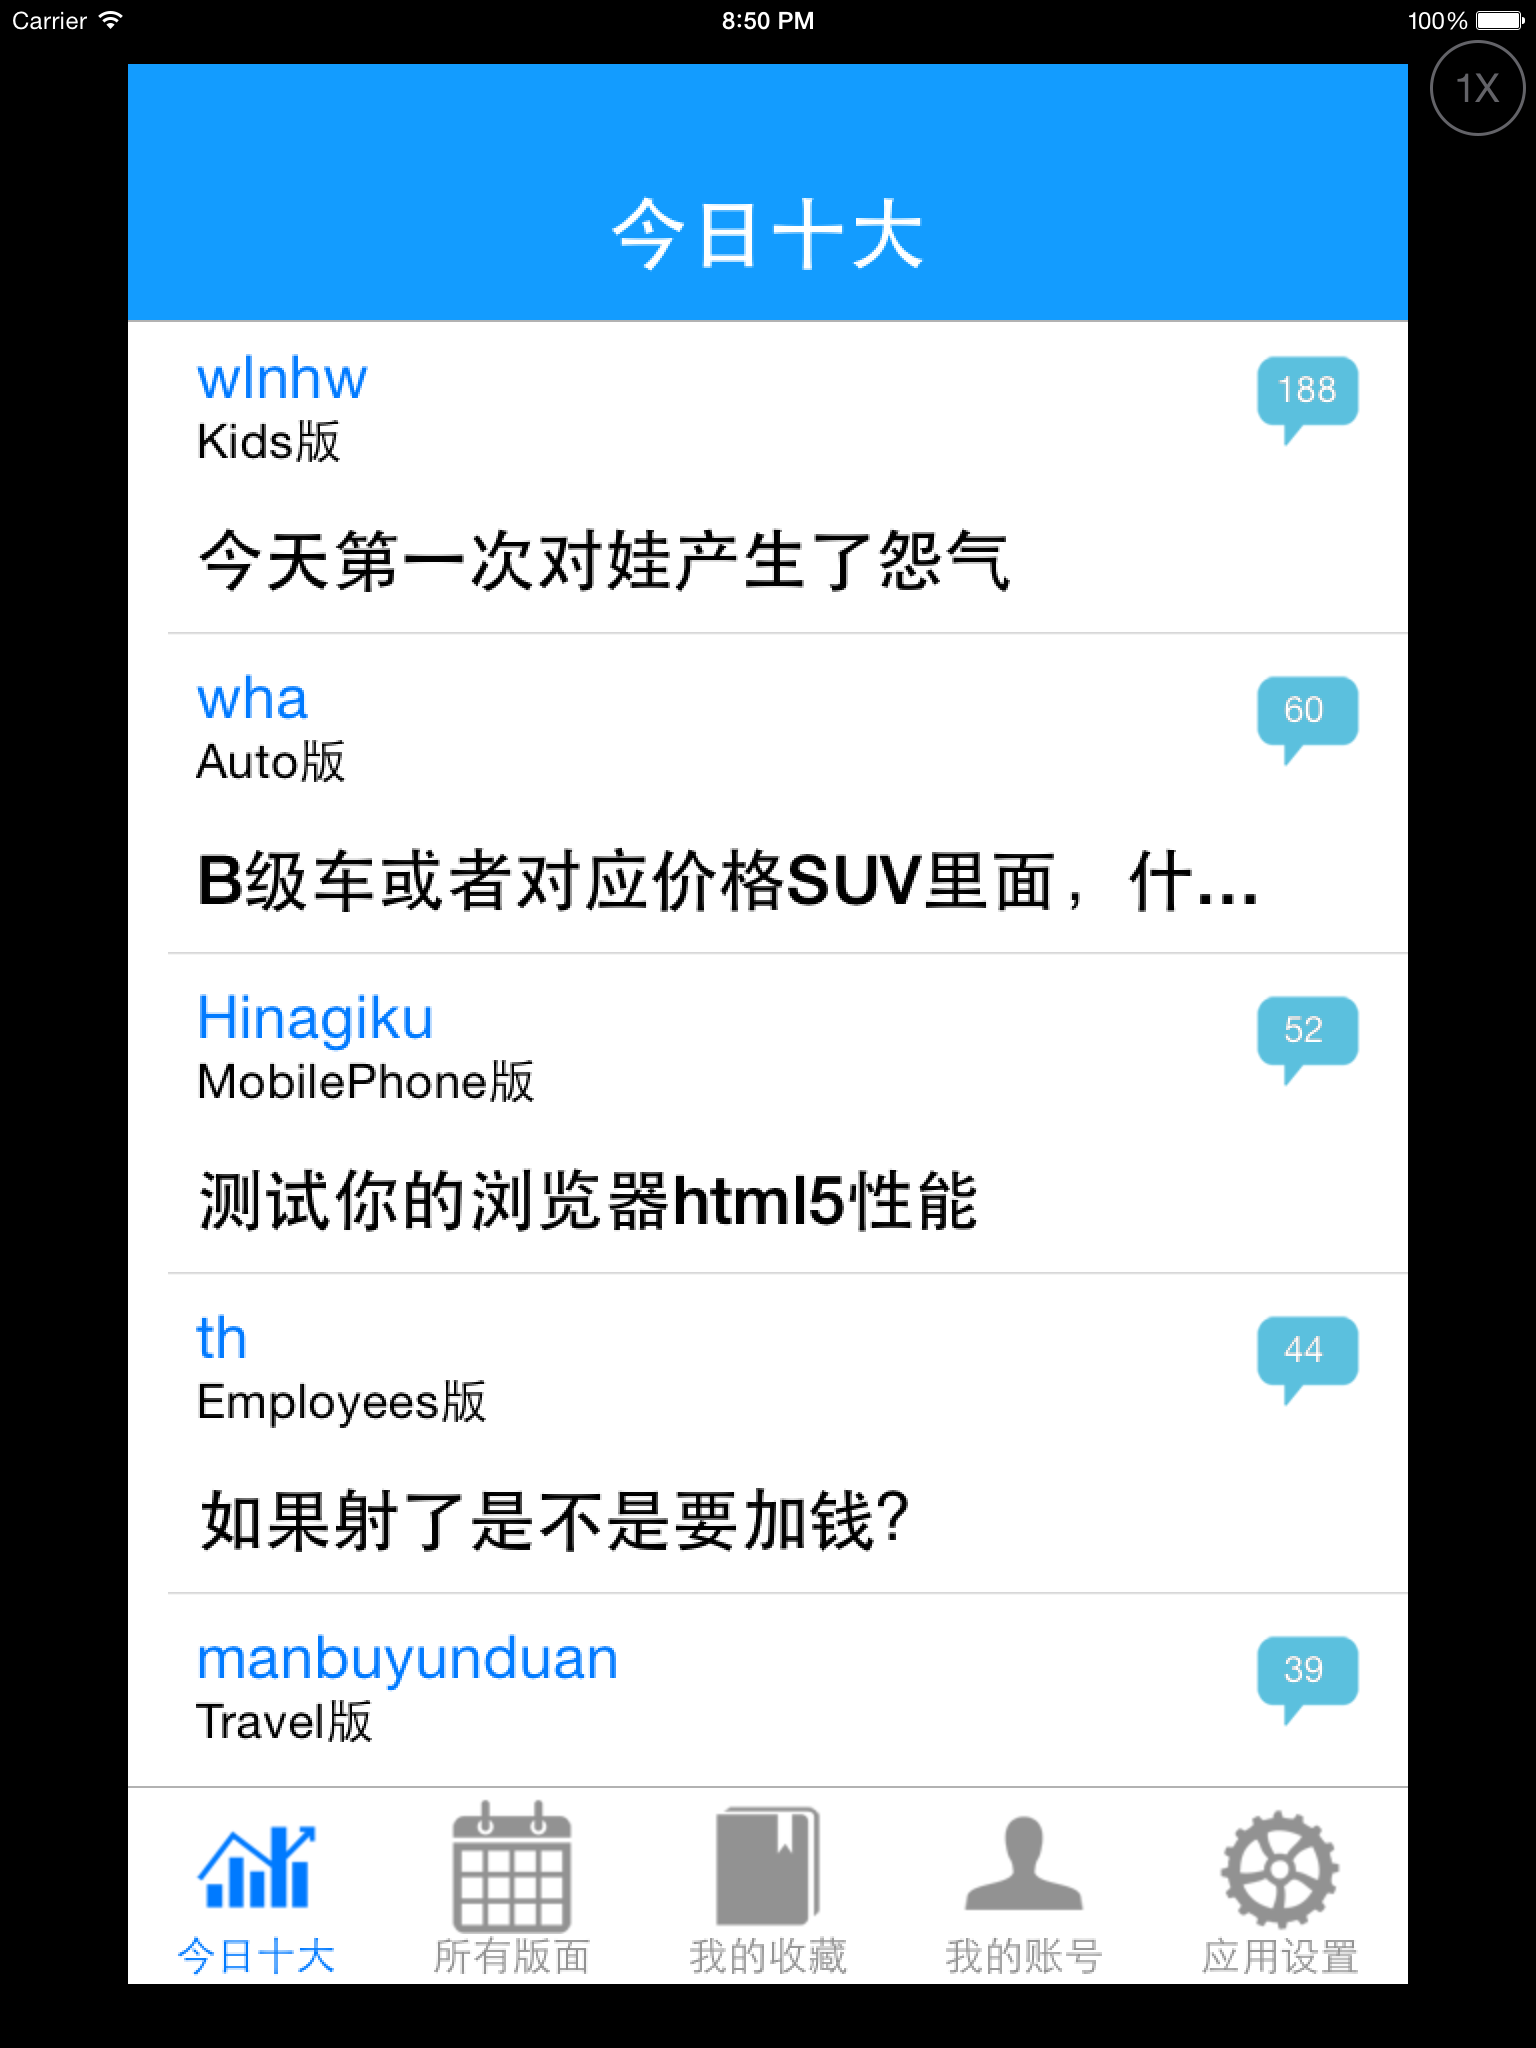 Carrier 8:50 PM 100%
1X
今日十大
wlnhw
188
Kids版
今天第一次对娃产生了怨气
wha
60
Auto版
B级车或者对应价格SUV里面，什...
Hinagiku
52
MobilePhone版
测试你的浏览器html5性能
th
44
Employees版
如果射了是不是要加钱？
manbuyunduan
39
Travel版
今日十大 所有版面 我的收藏 我的账号 应用设置